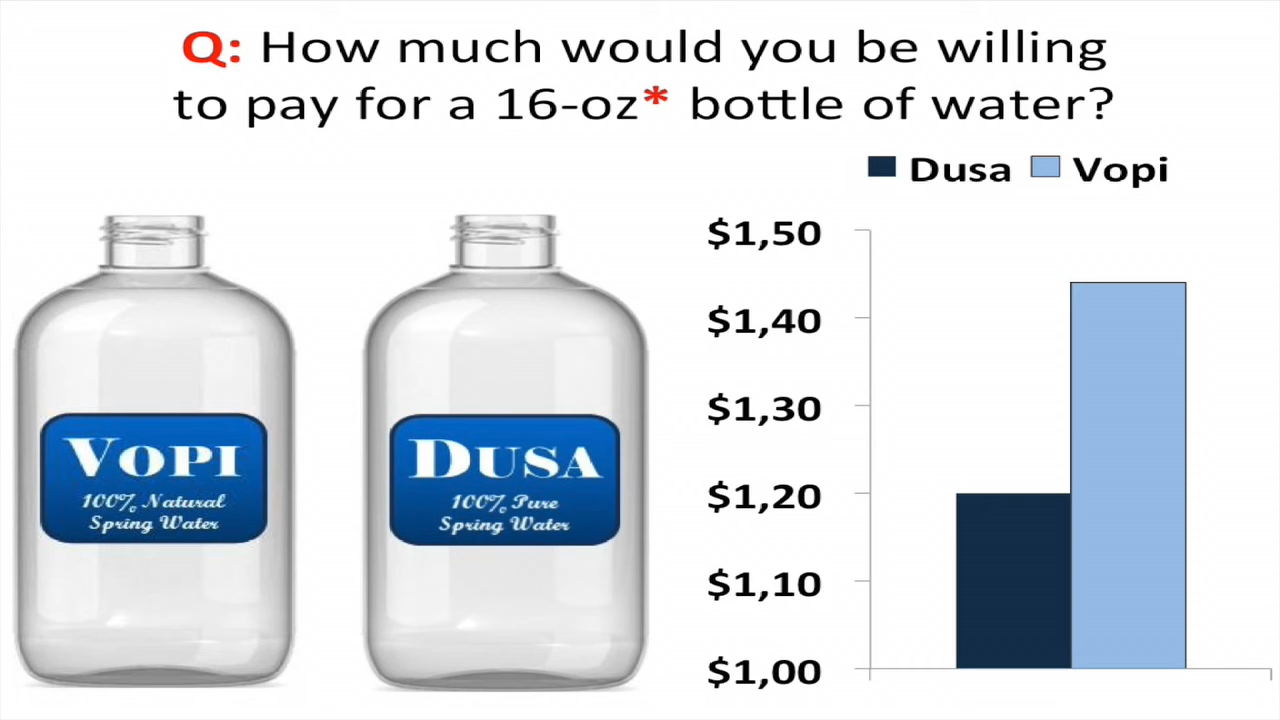 Q: How much would you be willing
to pay for a 16-oz* bottle of water?
Dusa Vopi
$1,50
$1,40
$1,30
$1,20
$1,10
$1,00
VOPI
100% Natural
Spring Water
DUSA
100% Pure
Spring Water